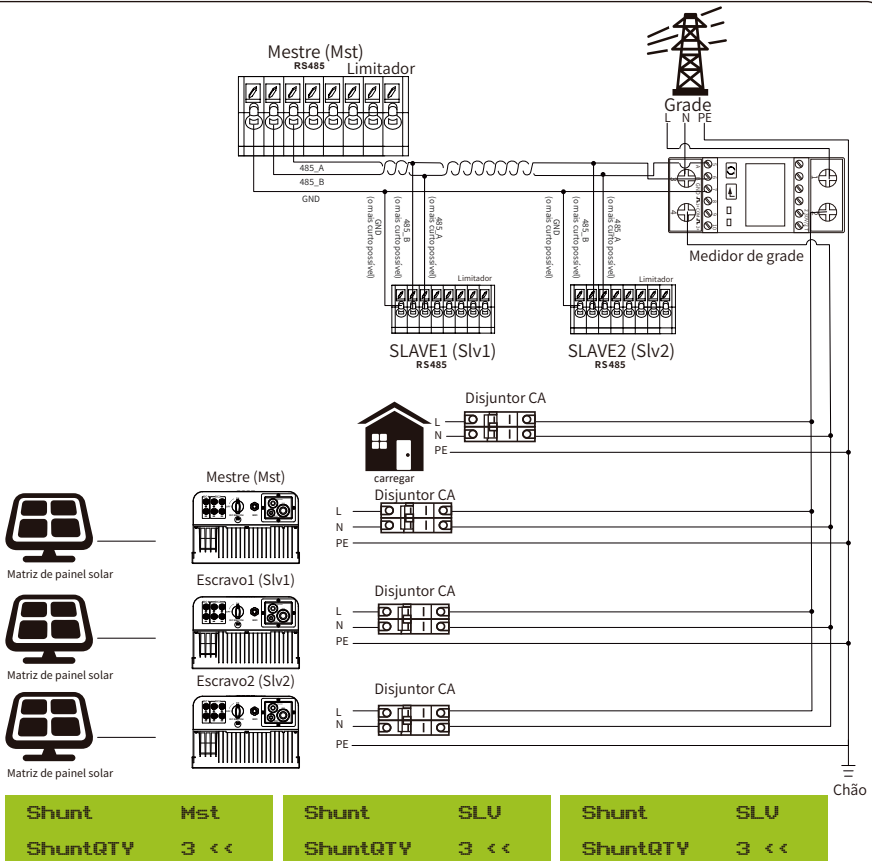 Mestre (Mst)
RS485
Limitador
Grade
L N PE
485_A
485_B
GND
GND
(o mais curto possível)
485_B
(o mais curto possível)
485_A
(o mais curto possível)
GND
(o mais curto possível)
485_B
(o mais curto possível)
485_A
(o mais curto possível)
Medidor de grade
Limitador
Limitador
SLAVE1 (Slv1)
RS485
SLAVE2 (Slv2)
RS485
Disjuntor CA
L
N
PE
carregar
Mestre (Mst)
Disjuntor CA
L
N
PE
Matriz de painel solar
Escravo1 (Slv1)
Disjuntor CA
L
N
PE
Matriz de painel solar
Escravo2 (Slv2)
Disjuntor CA
L
N
PE
Matriz de painel solar
Chão
Shunt Mst
ShuntQTY 3 <<
Shunt SLV
ShuntQTY 3 <<
Shunt SLV
ShuntQTY 3 <<